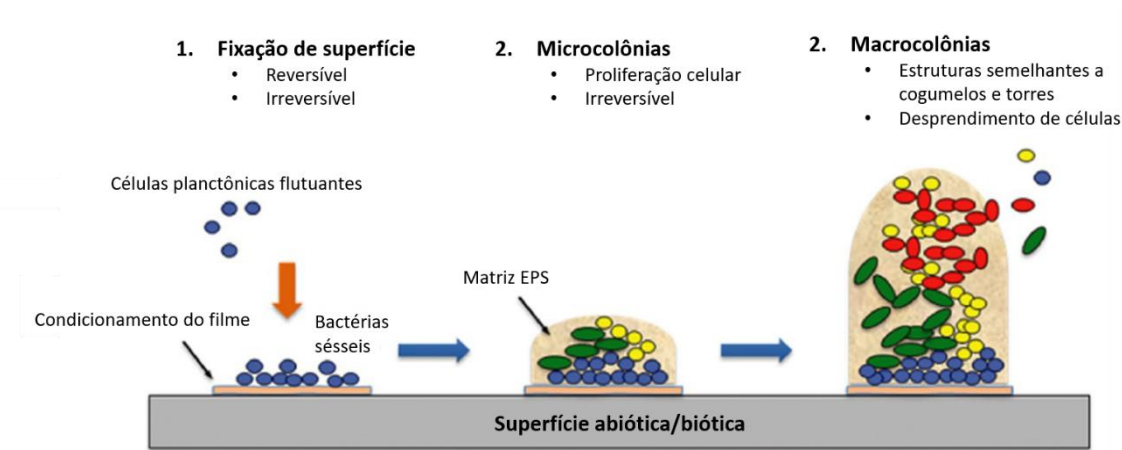 1. Fixação de superfície
• Reversível
• Irreversível
2. Microcolônias
• Proliferação celular
• Irreversível
2. Macrocolônias
• Estruturas semelhantes a
cogumelos e torres
• Desprendimento de células
Células planctônicas flutuantes
Condicionamento do filme
Bactérias
sésseis
Matriz EPS
Superfície abiótica/biótica